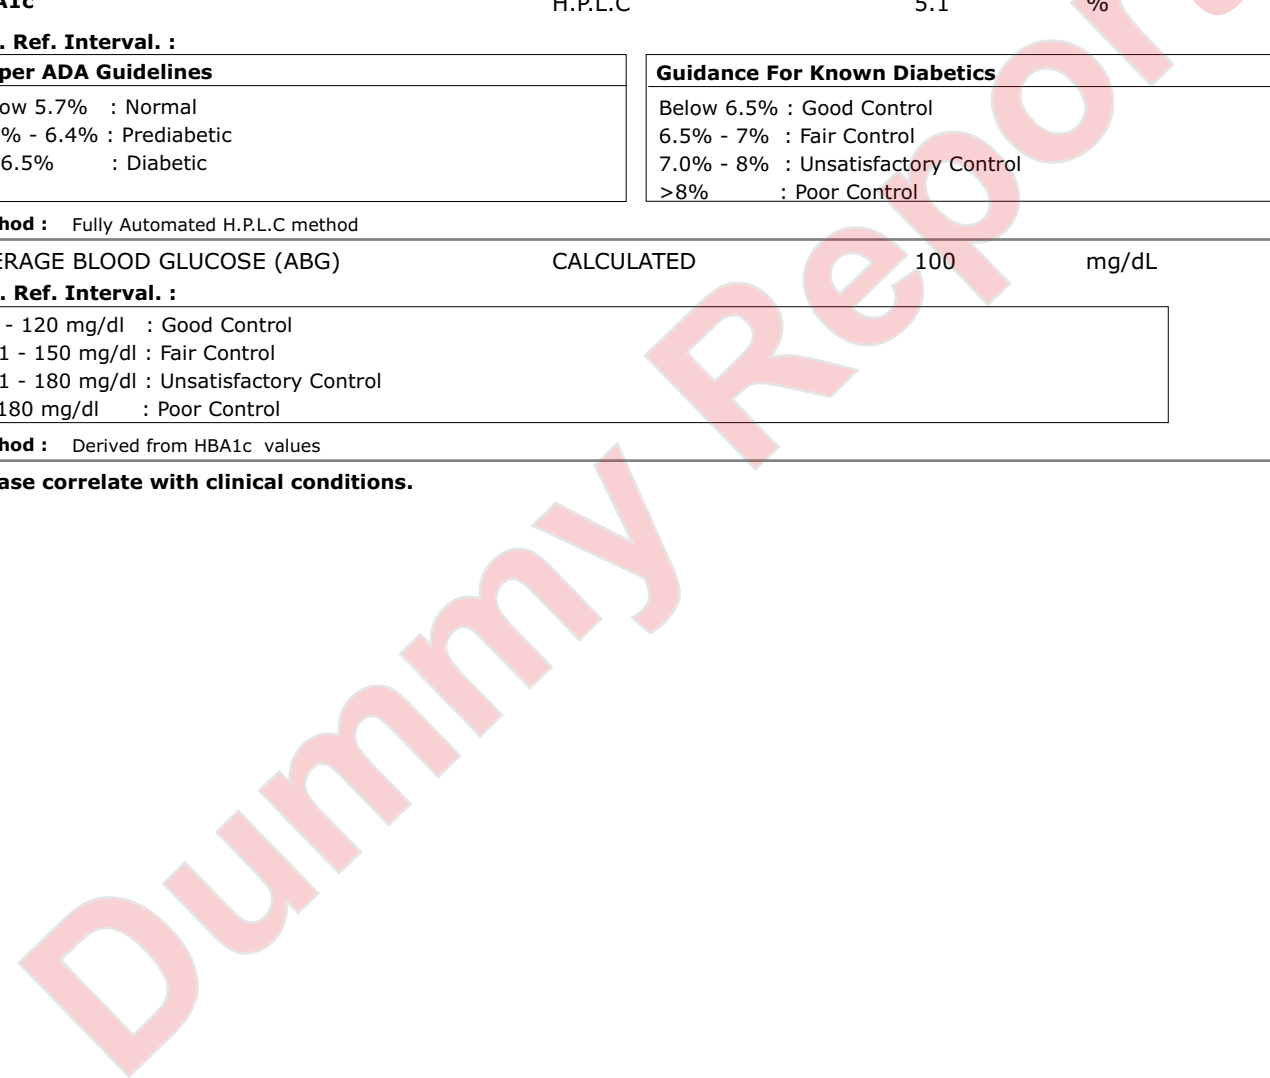 A1c H.P.L.C 5.1 %
. Ref. Interval. :
per ADA Guidelines Guidance For Known Diabetics
ow 5.7% : Normal Below 6.5% : Good Control
% - 6.4% : Prediabetic 6.5% - 7% : Fair Control
6.5% : Diabetic 7.0% - 8% : Unsatisfactory Control
>8% : Poor Control
hod : Fully Automated H.P.L.C method
ERAGE BLOOD GLUCOSE (ABG) CALCULATED 100 mg/dL
. Ref. Interval. :
- 120 mg/dl : Good Control
1 - 150 mg/dl : Fair Control
1 - 180 mg/dl : Unsatisfactory Control
180 mg/dl : Poor Control
hod : Derived from HBA1c values
ase correlate with clinical conditions.
Dummy Repor